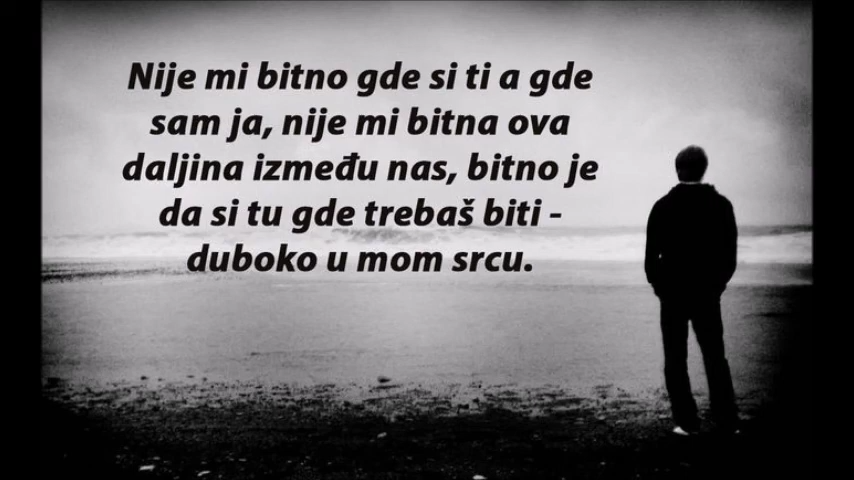 Nije mi bitno gde si ti a gde
sam ja, nije mi bitna ova
daljina između nas, bitno je
da si tu gde trebaš biti -
duboko u mom srcu.